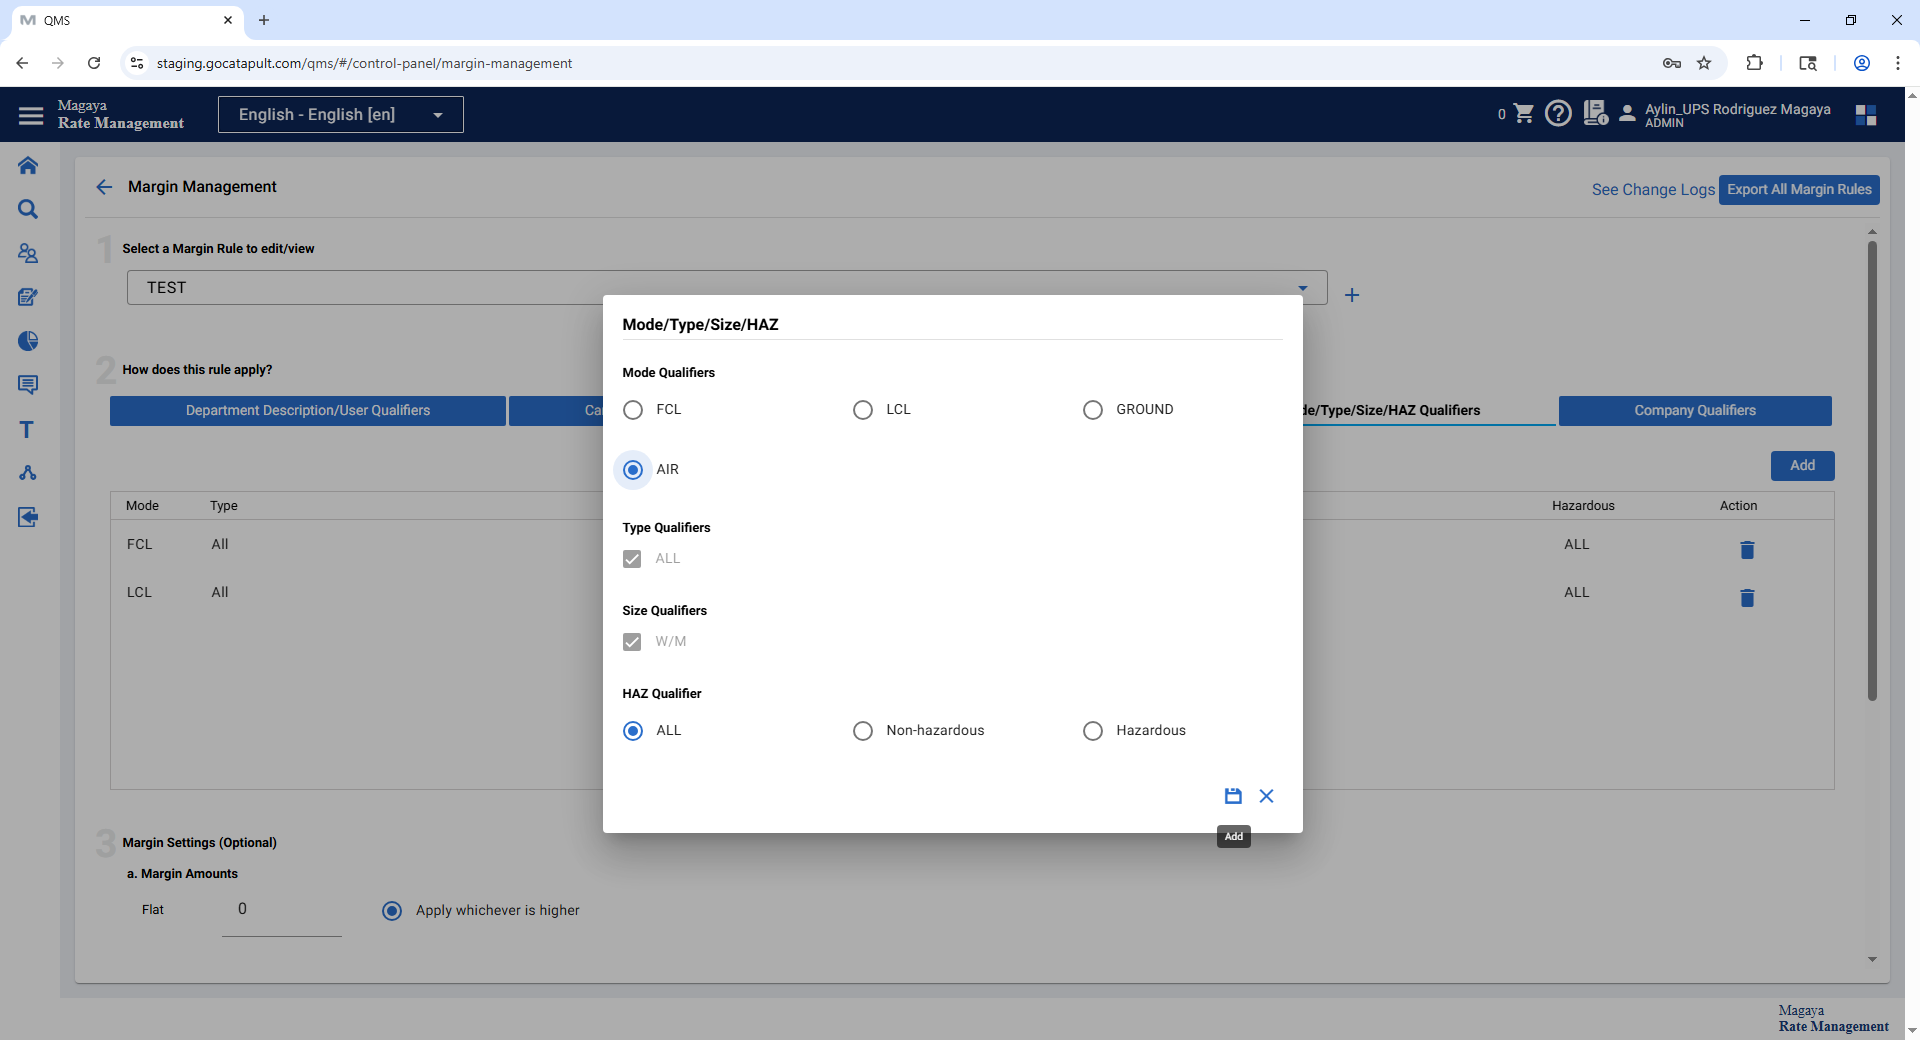 QMS
staging.gocatapult.com/qms/#/control-panel/margin-management
Magaya
Rate Management
English - English [en]
0
Aylin_UPS Rodriguez Magaya
ADMIN
Margin Management
See Change Logs
Export All Margin Rules
1
Select a Margin Rule to edit/view
TEST
2
How does this rule apply?
Department Description/User Qualifiers
Ca
de/Type/Size/HAZ Qualifiers
Company Qualifiers
Add
Mode
Type
Hazardous
Action
FCL
All
ALL
LCL
All
ALL
Mode/Type/Size/HAZ
Mode Qualifiers
FCL
LCL
GROUND
AIR
Type Qualifiers
ALL
Size Qualifiers
W/M
HAZ Qualifier
ALL
Non-hazardous
Hazardous
Add
3
Margin Settings (Optional)
a. Margin Amounts
Flat
0
Apply whichever is higher
Magaya
Rate Management